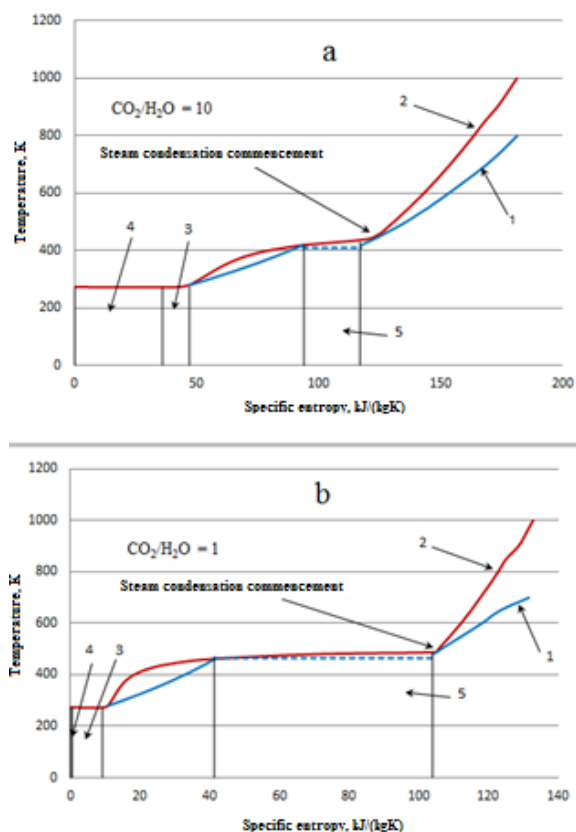 a
1200
1000
800
600
400
200
0
Temperature, K
CO2/H2O = 10
Steam condensation commencement
2
1
4
3
5
0 50 100 150 200
Specific entropy, kJ/(kgK)
b
1200
1000
800
600
400
200
0
Temperature, K
CO2/H2O = 1
Steam condensation commencement
2
1
4
3
5
0 20 40 60 80 100 120 140
Specific entropy, kJ/(kgK)